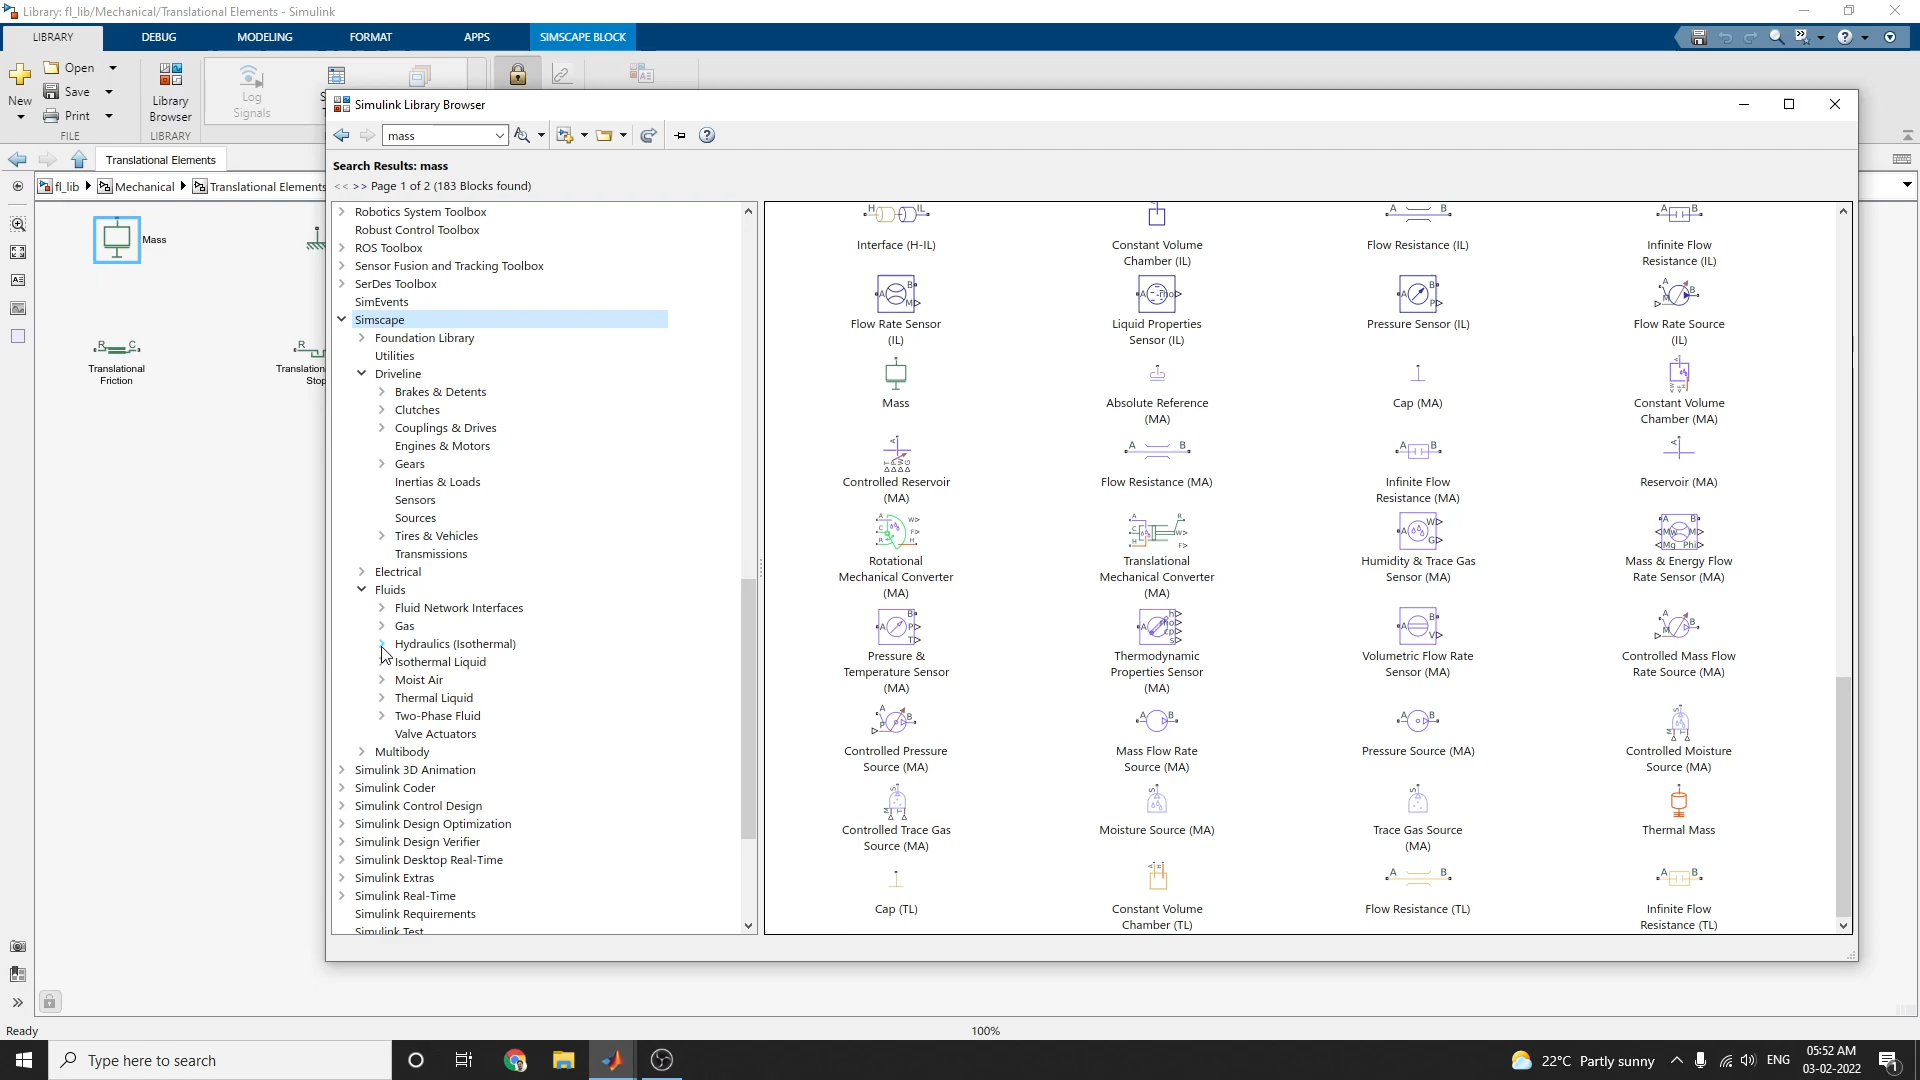 Library: fl_lib/Mechanical/Translational Elements - Simulink
LIBRARY
DEBUG
MODELING
FORMAT
APPS
SIMSCAPE BLOCK
New
Open
Save
Print
FILE
Library
Browser
LIBRARY
Log
Signals
Translational Elements
fl_lib
Mechanical
Translational Elements
Mass
Translational
Friction
Translation
Stop
Simulink Library Browser
mass
Search Results: mass
<< >> Page 1 of 2 (183 Blocks found)
Robotics System Toolbox
Robust Control Toolbox
ROS Toolbox
Sensor Fusion and Tracking Toolbox
SerDes Toolbox
SimEvents
Simscape
Foundation Library
Utilities
Driveline
Brakes & Detents
Clutches
Couplings & Drives
Engines & Motors
Gears
Inertias & Loads
Sensors
Sources
Tires & Vehicles
Transmissions
Electrical
Fluids
Fluid Network Interfaces
Gas
Hydraulics (Isothermal)
Isothermal Liquid
Moist Air
Thermal Liquid
Two-Phase Fluid
Valve Actuators
Multibody
Simulink 3D Animation
Simulink Coder
Simulink Control Design
Simulink Design Optimization
Simulink Design Verifier
Simulink Desktop Real-Time
Simulink Extras
Simulink Real-Time
Simulink Requirements
Simulink Test
Interface (H-IL)
Constant Volume
Chamber (IL)
Flow Resistance (IL)
Infinite Flow
Resistance (IL)
Flow Rate Sensor
(IL)
Liquid Properties
Sensor (IL)
Pressure Sensor (IL)
Flow Rate Source
(IL)
Mass
Absolute Reference
(MA)
Cap (MA)
Constant Volume
Chamber (MA)
Controlled Reservoir
(MA)
Flow Resistance (MA)
Infinite Flow
Resistance (MA)
Reservoir (MA)
Rotational
Mechanical Converter
(MA)
Translational
Mechanical Converter
(MA)
Humidity & Trace Gas
Sensor (MA)
Mass & Energy Flow
Rate Sensor (MA)
Pressure &
Temperature Sensor
(MA)
Thermodynamic
Properties Sensor
(MA)
Volumetric Flow Rate
Sensor (MA)
Controlled Mass Flow
Rate Source (MA)
Controlled Pressure
Source (MA)
Mass Flow Rate
Source (MA)
Pressure Source (MA)
Controlled Moisture
Source (MA)
Controlled Trace Gas
Source (MA)
Moisture Source (MA)
Trace Gas Source
(MA)
Thermal Mass
Cap (TL)
Constant Volume
Chamber (TL)
Flow Resistance (TL)
Infinite Flow
Resistance (TL)
Ready
100%
Type here to search
22°C Partly sunny
ENG
05:52 AM
03-02-2022